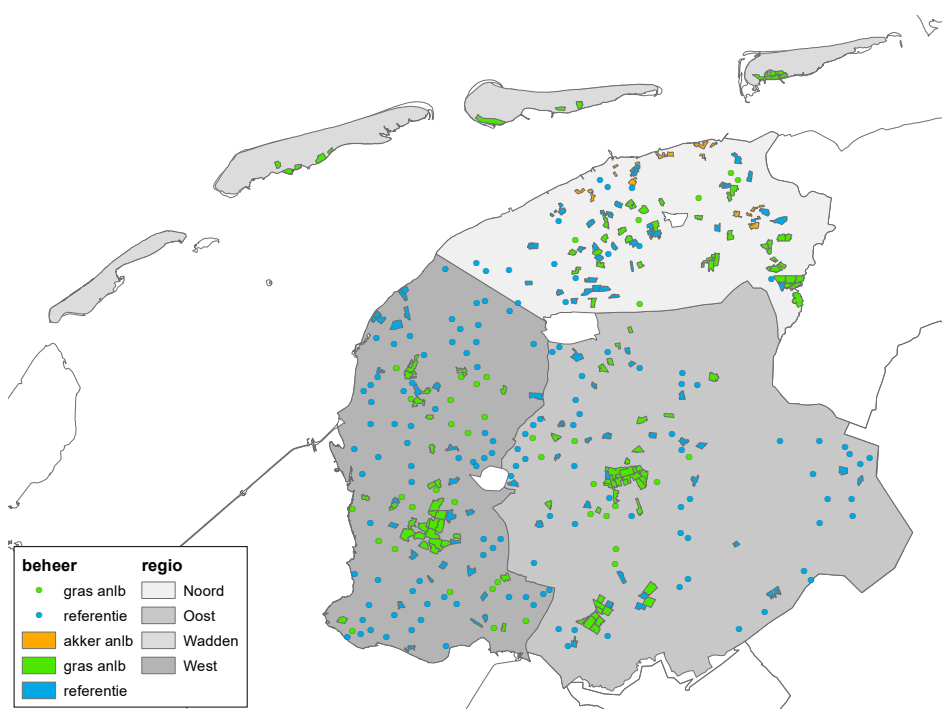 beheer
gras anlb
referentie
akker anlb
gras anlb
referentie
regio
Noord
Oost
Wadden
West